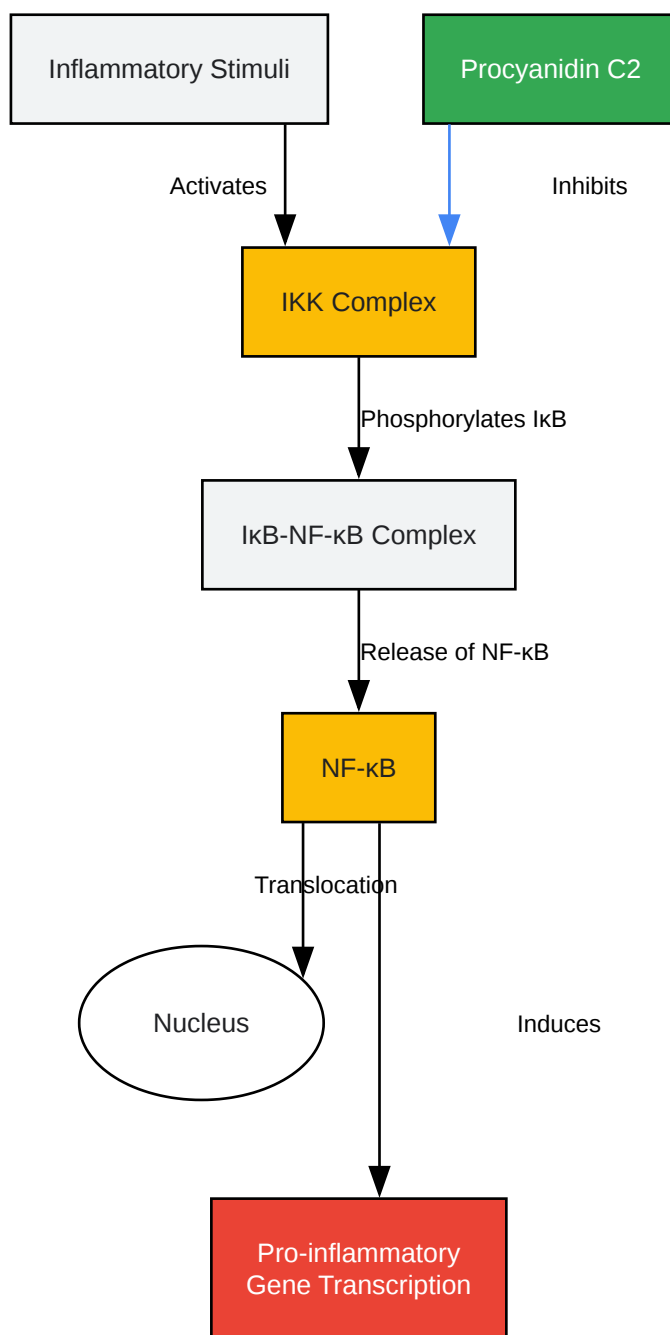 Inflammatory Stimuli
Procyanidin C2
Activates
Inhibits
IKK Complex
Phosphorylates IκB
IκB-NF-κB Complex
Release of NF-κB
NF-κB
Translocation
Nucleus
Induces
Pro-inflammatory
Gene Transcription